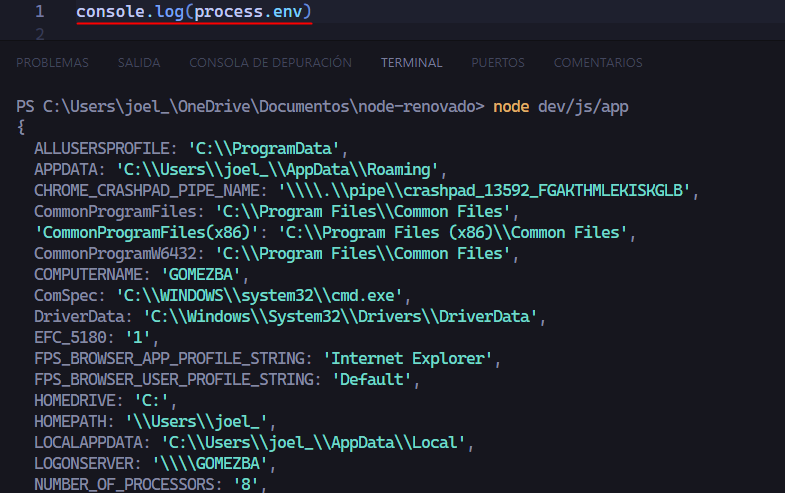 1 console.log(process.env)
2
PROBLEMAS SALIDA CONSOLA DE DEPURACIÓN TERMINAL PUERTOS COMENTARIOS
PS C:\Users\joel_\OneDrive\Documentos\node-renovado> node dev/js/app
{
  ALLUSERSPROFILE: 'C:\\ProgramData',
  APPDATA: 'C:\\Users\\joel_\\AppData\\Roaming',
  CHROME_CRASHPAD_PIPE_NAME: '\\\\.\\pipe\\crashpad_13592_FGAKTHMLEKISKGLB',
  CommonProgramFiles: 'C:\\Program Files\\Common Files',
  'CommonProgramFiles(x86)': 'C:\\Program Files (x86)\\Common Files',
  CommonProgramW6432: 'C:\\Program Files\\Common Files',
  COMPUTERNAME: 'GOMEZBA',
  ComSpec: 'C:\\WINDOWS\\system32\\cmd.exe',
  DriverData: 'C:\\Windows\\System32\\Drivers\\DriverData',
  EFC_5180: '1',
  FPS_BROWSER_APP_PROFILE_STRING: 'Internet Explorer',
  FPS_BROWSER_USER_PROFILE_STRING: 'Default',
  HOMEDRIVE: 'C:',
  HOMEPATH: '\\Users\\joel_',
  LOCALAPPDATA: 'C:\\Users\\joel_\\AppData\\Local',
  LOGONSERVER: '\\\\GOMEZBA',
  NUMBER_OF_PROCESSORS: '8',